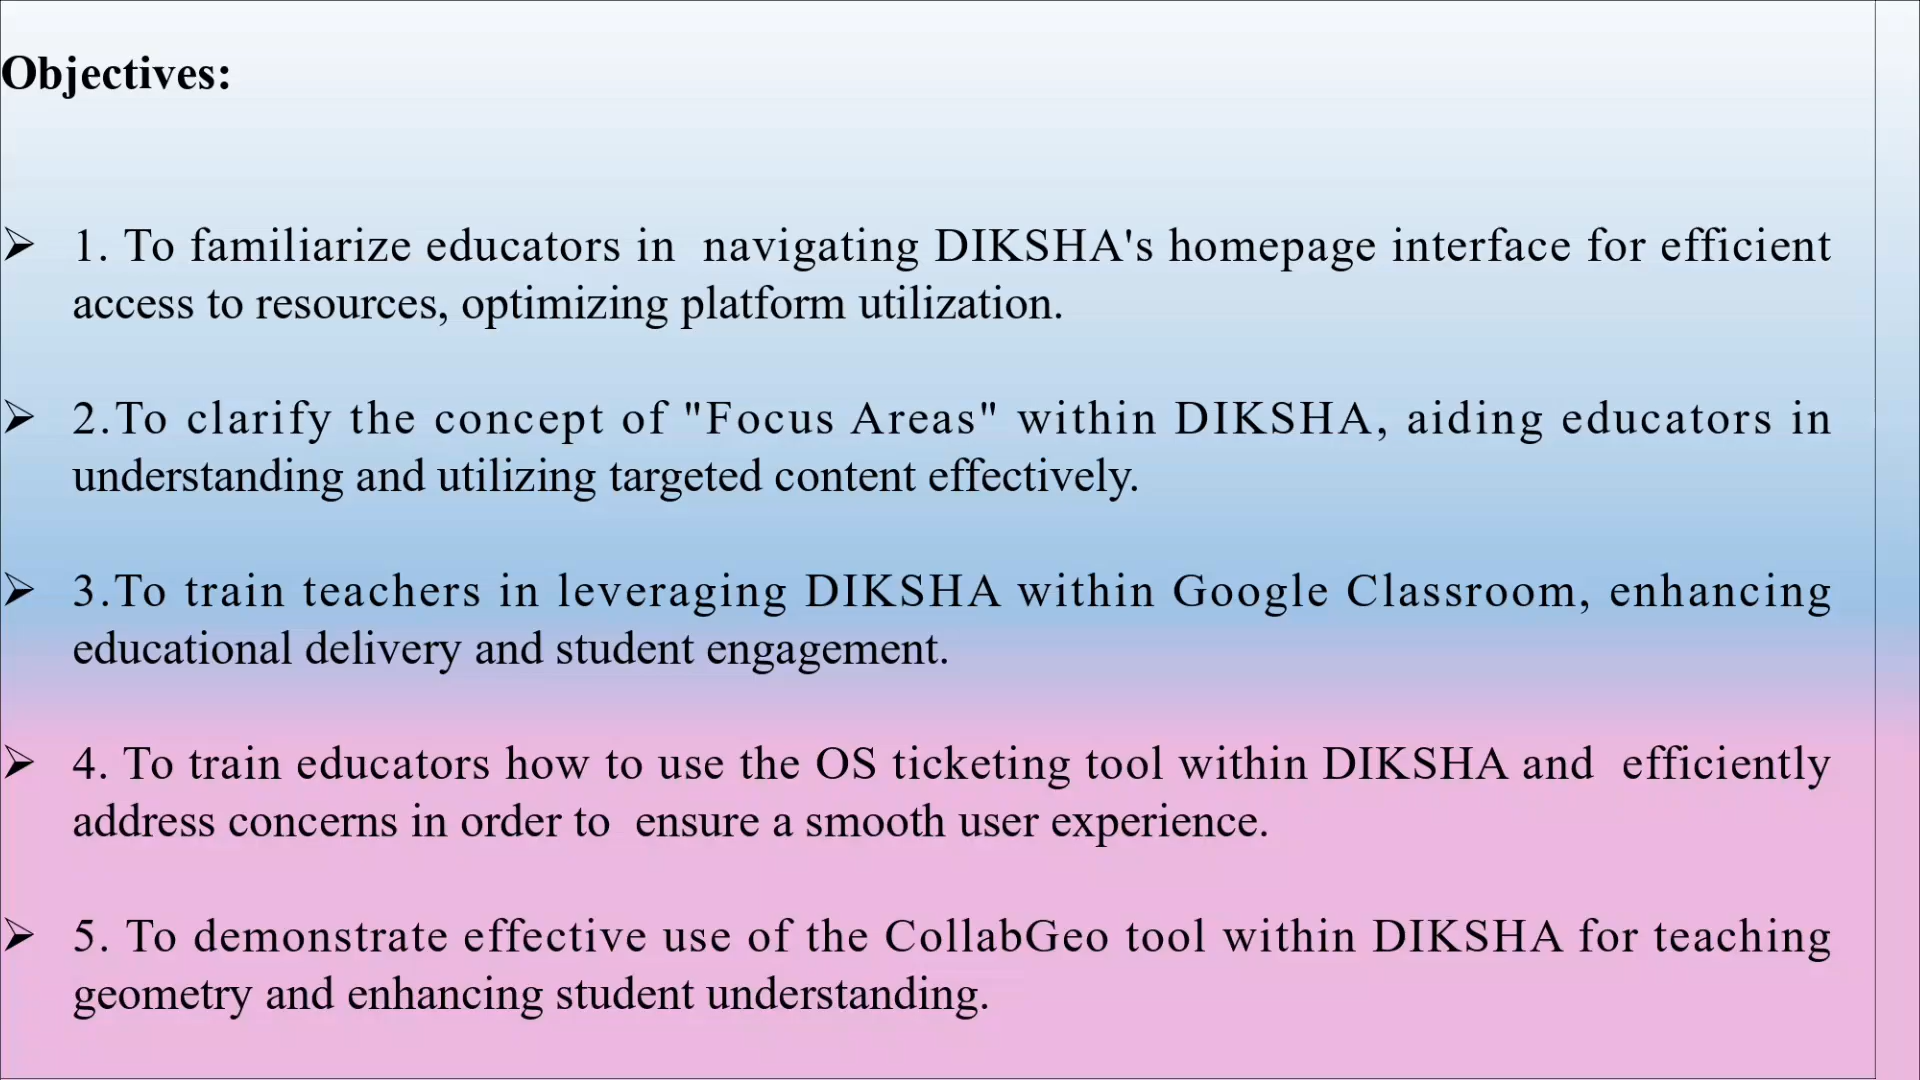 Objectives:
➢ 1. To familiarize educators in  navigating DIKSHA's homepage interface for efficient
access to resources, optimizing platform utilization.
➢ 2.To clarify the concept of "Focus Areas" within DIKSHA, aiding educators in
understanding and utilizing targeted content effectively.
➢ 3.To train teachers in leveraging DIKSHA within Google Classroom, enhancing
educational delivery and student engagement.
➢ 4. To train educators how to use the OS ticketing tool within DIKSHA and  efficiently
address concerns in order to  ensure a smooth user experience.
➢ 5. To demonstrate effective use of the CollabGeo tool within DIKSHA for teaching
geometry and enhancing student understanding.